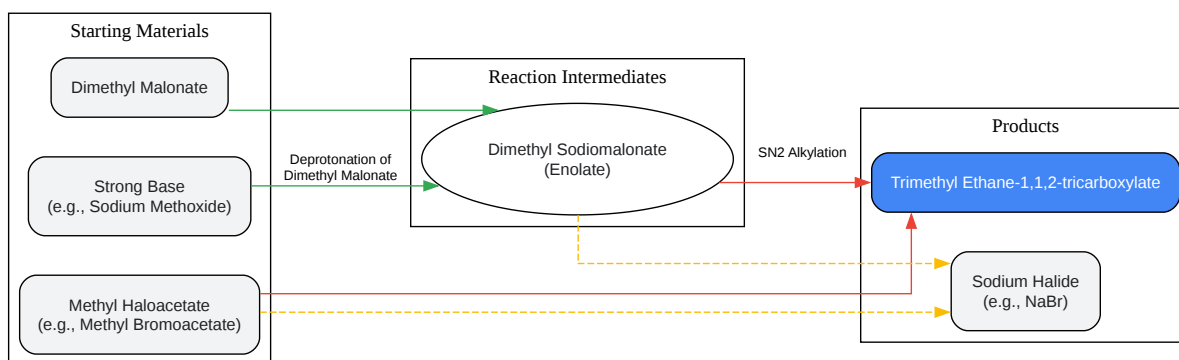 Starting Materials
Dimethyl Malonate
Strong Base
(e.g., Sodium Methoxide)
Methyl Haloacetate
(e.g., Methyl Bromoacetate)
Deprotonation of
Dimethyl Malonate
Reaction Intermediates
Dimethyl Sodiomalonate
(Enolate)
SN2 Alkylation
Products
Trimethyl Ethane-1,1,2-tricarboxylate
Sodium Halide
(e.g., NaBr)